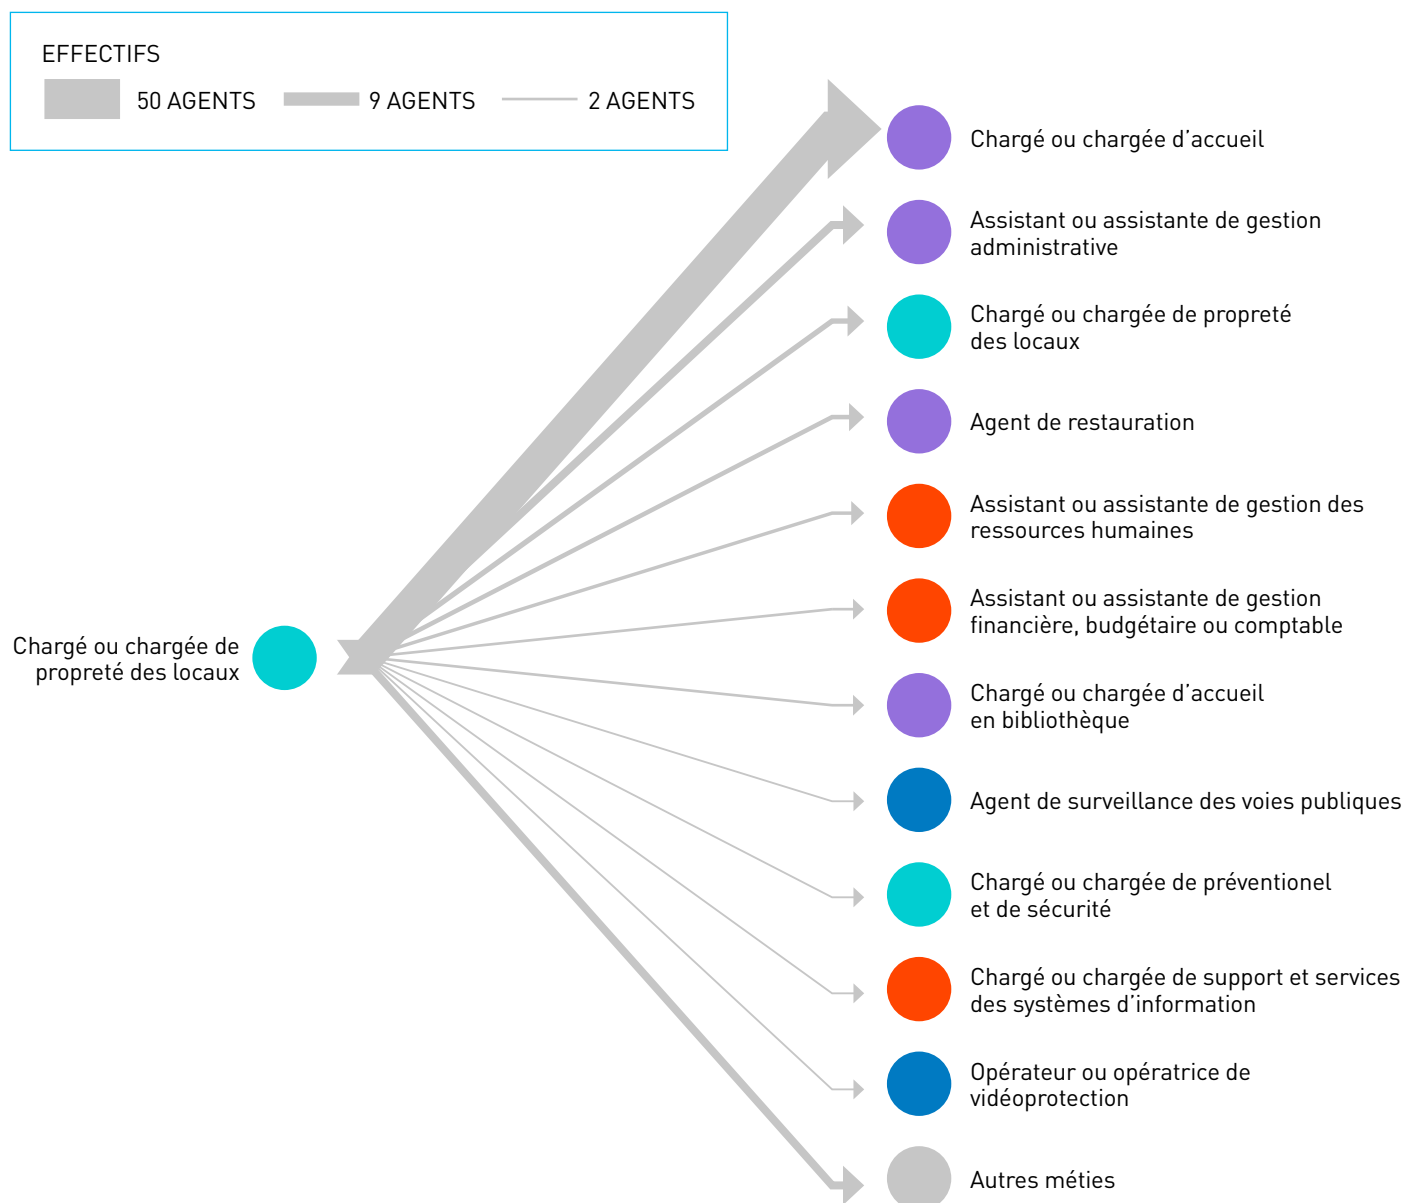 EFFECTIFS
50 AGENTS
9 AGENTS
2 AGENTS
Chargé ou chargée d’accueil
Assistant ou assistante de gestion
administrative
Chargé ou chargée de propreté
des locaux
Agent de restauration
Assistant ou assistante de gestion des
ressources humaines
Assistant ou assistante de gestion
financière, budgétaire ou comptable
Chargé ou chargée de
propreté des locaux
Chargé ou chargée d’accueil
en bibliothèque
Agent de surveillance des voies publiques
Chargé ou chargée de préventionel
et de sécurité
Chargé ou chargée de support et services
des systèmes d’information
Opérateur ou opératrice de
vidéoprotection
Autres méties